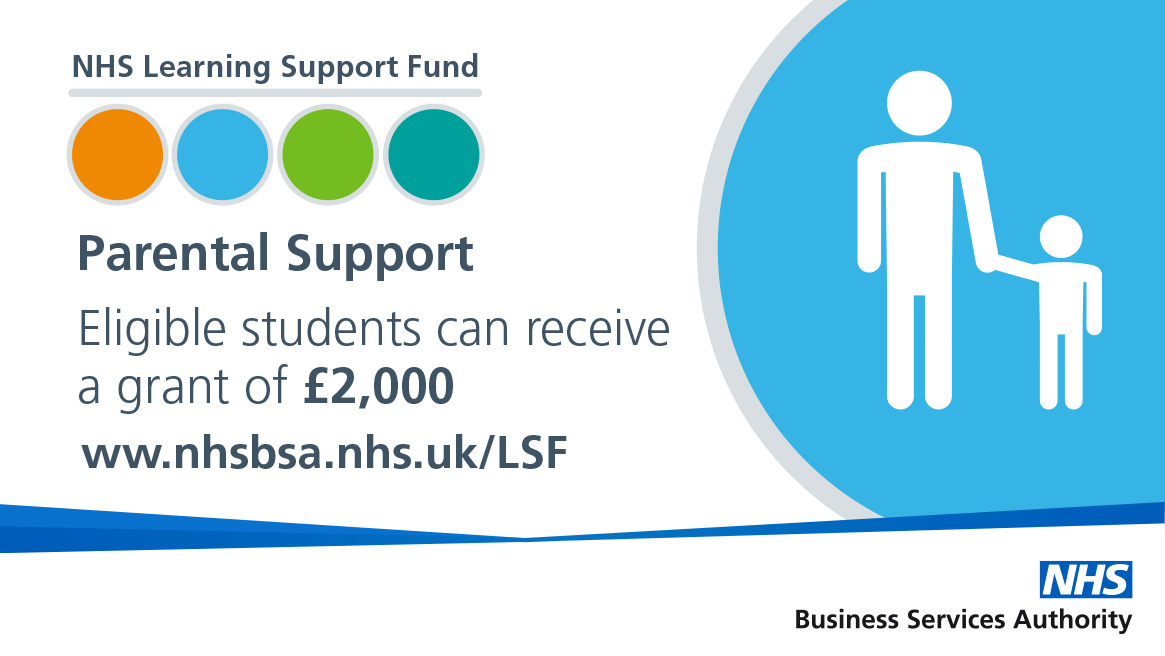 NHS Learning Support Fund
Parental Support
Eligible students can receive
a grant of £2,000
ww.nhsbsa.nhs.uk/LSF
NHS
Business Services Authority